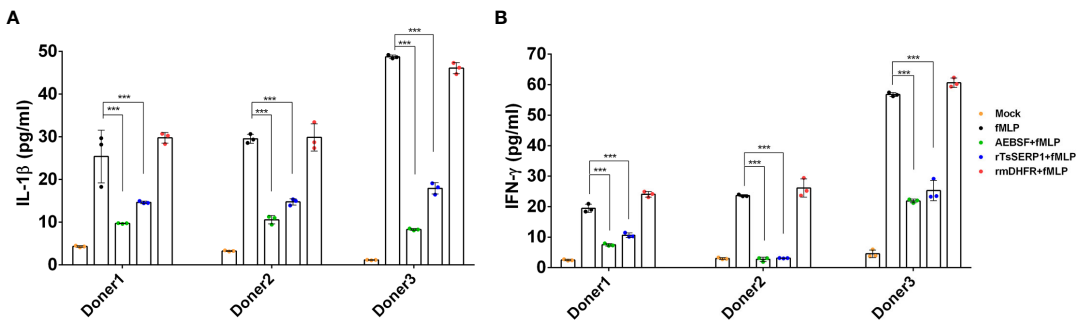 A
IL-1β (pg/ml)
50
40
30
20
10
0
***
***
***
***
***
***
Doner1
Doner2
Doner3
B
IFN-γ (pg/ml)
70
60
50
40
30
20
10
0
***
***
***
***
***
***
Doner1
Doner2
Doner3
Mock
fMLP
AEBSF+fMLP
rTsSERP1+fMLP
rmDHFR+fMLP